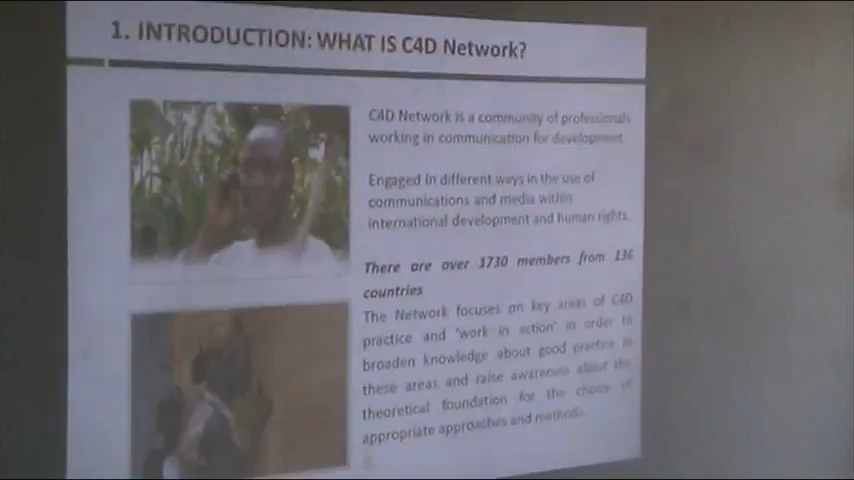 1. INTRODUCTION: WHAT IS C4D Network?
C4D Network is a community of professionals
working in communication for development.
Engaged in different ways in the use of
communications and media within
international development and human rights.
There are over 1730 members from 136
countries
The Network focuses on key areas of C4D
practice and 'work in action' in order to
broaden knowledge about good practice in
these areas and raise awareness about the
theoretical foundation for the choice of
appropriate approaches and methods.